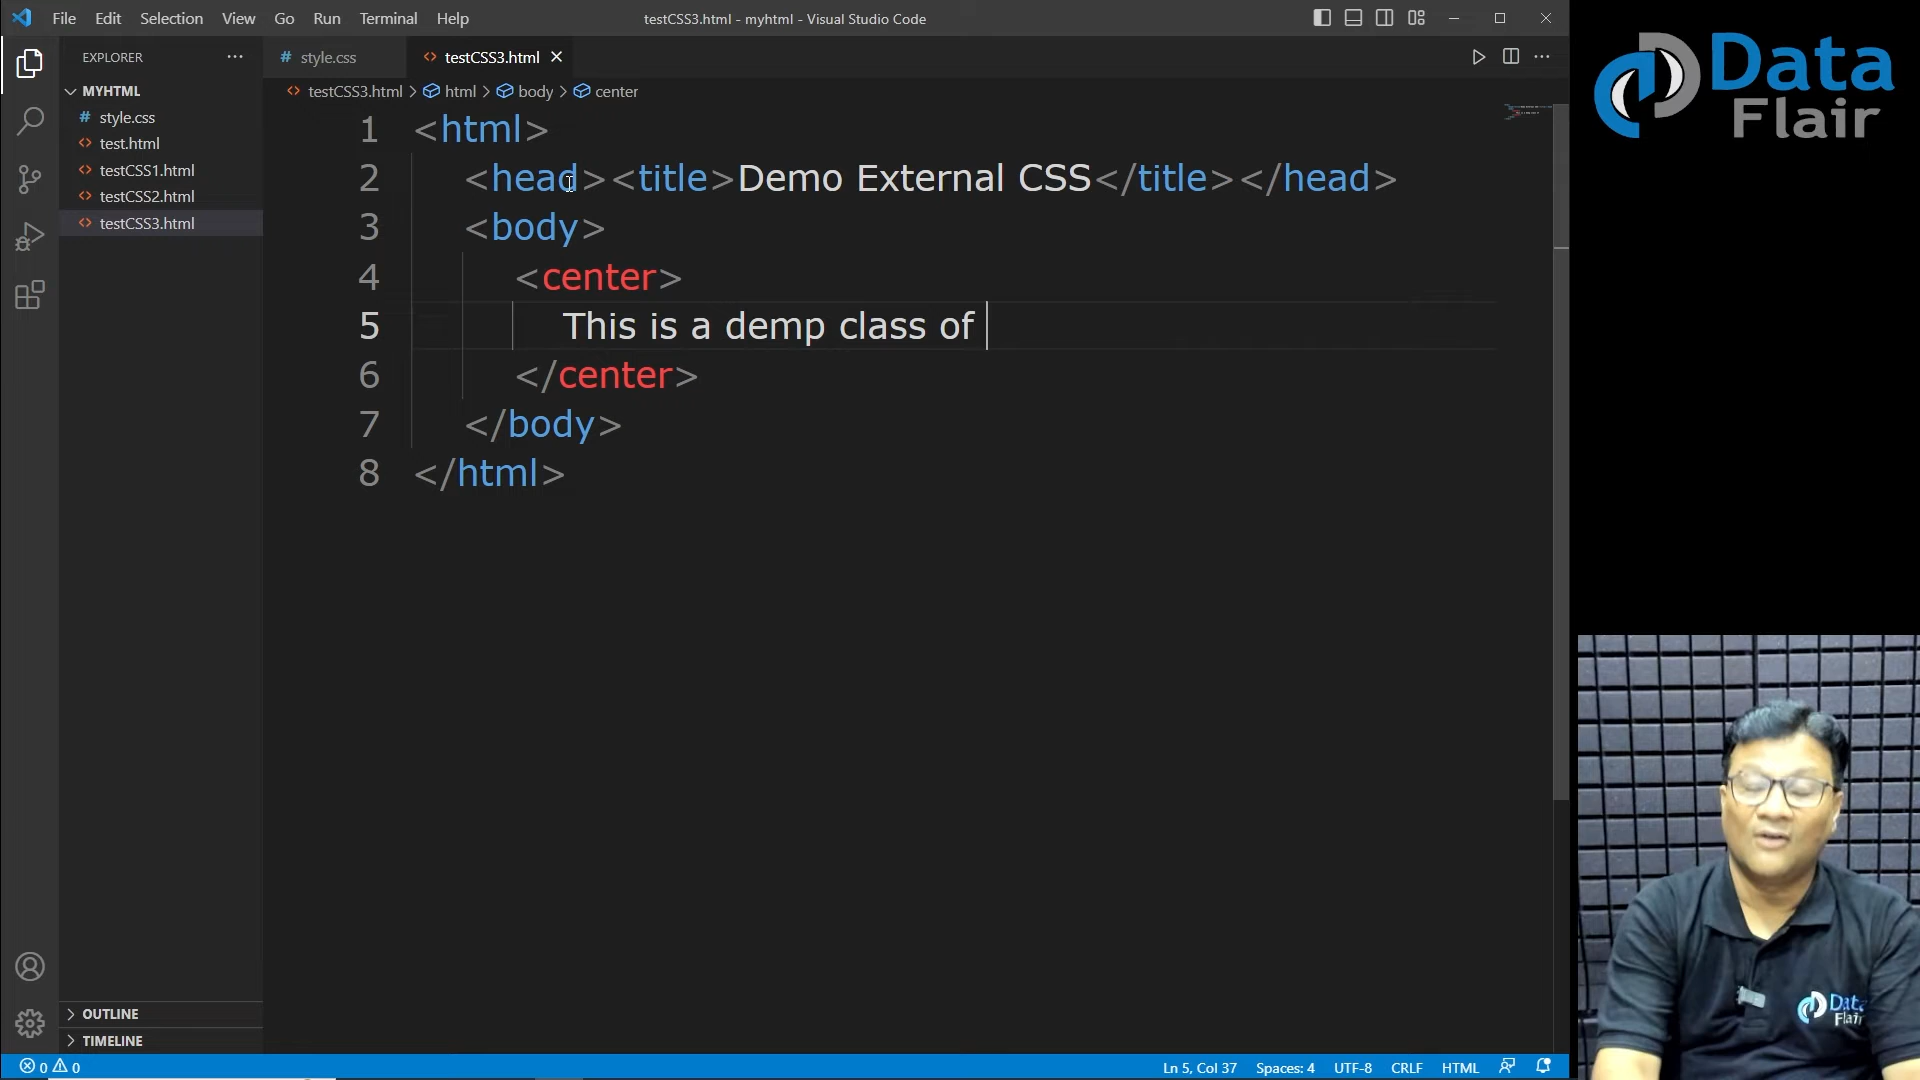 File Edit Selection View Go Run Terminal Help
testCSS3.html - myhtml - Visual Studio Code
EXPLORER
MYHTML
# style.css
<> test.html
<> testCSS1.html
<> testCSS2.html
<> testCSS3.html
OUTLINE
TIMELINE
# style.css
<> testCSS3.html
<> testCSS3.html > html > body > center
1 <html>
2 <head><title>Demo External CSS</title></head>
3 <body>
4 <center>
5 This is a demp class of
6 </center>
7 </body>
8 </html>
0 0
Ln 5, Col 37 Spaces: 4 UTF-8 CRLF HTML
Data
Flair
Data
Flair